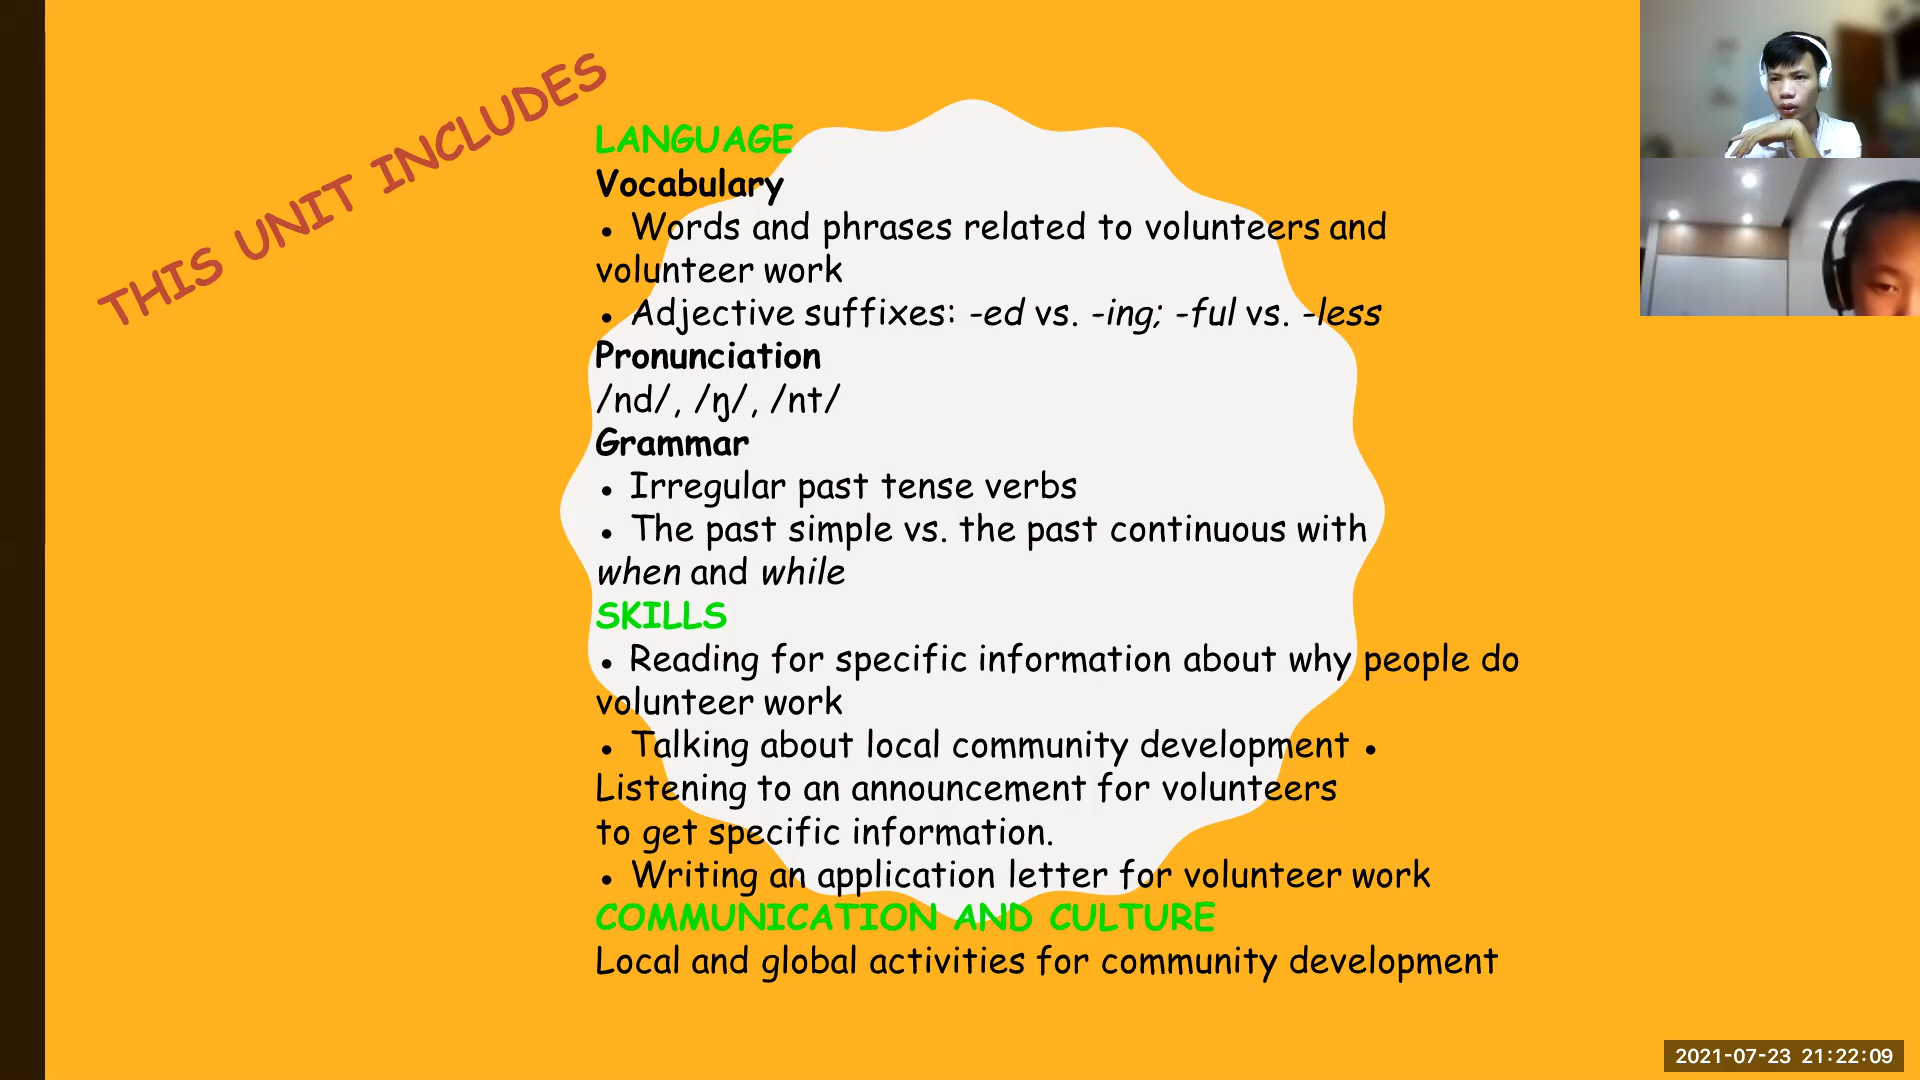 THIS UNIT INCLUDES
LANGUAGE
Vocabulary
• Words and phrases related to volunteers and
volunteer work
• Adjective suffixes: -ed vs. -ing; -ful vs. -less
Pronunciation
/nd/, /ŋ/, /nt/
Grammar
• Irregular past tense verbs
• The past simple vs. the past continuous with
when and while
SKILLS
• Reading for specific information about why people do
volunteer work
• Talking about local community development •
Listening to an announcement for volunteers
to get specific information.
• Writing an application letter for volunteer work
COMMUNICATION AND CULTURE
Local and global activities for community development
2021-07-23 21:22:09